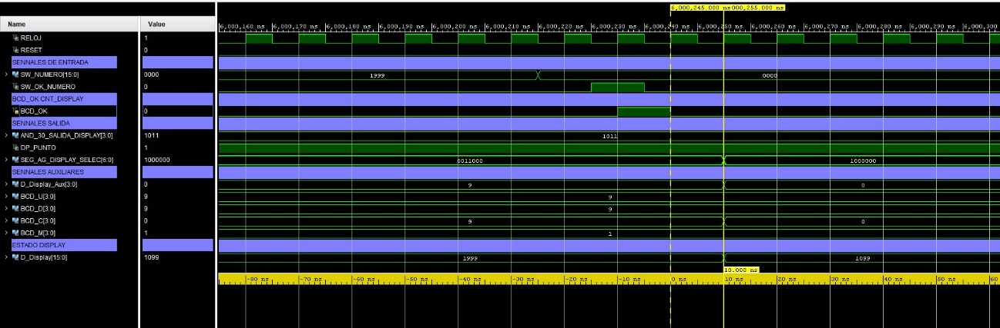 6,000,245.000 ns 000,255.000 ns
Name Value
6,000,160 ns 6,000,170 ns 6,000,180 ns 6,000,190 ns 6,000,200 ns 6,000,210 ns 6,000,220 ns 6,000,230 ns 6,000,240 6,000,250 ns 6,000,260 ns 6,000,270 ns 6,000,280 ns 6,000,290 ns 6,000,300
RELOJ 1
RESET 0
SENNALES DE ENTRADA
SW_NUMERO[15:0] 0000 1999 0000
SW_OK_NUMERO 0
BCD_OK CNT_DISPLAY
BCD_OK 0
SENNALES SALIDA
AND_30_SALIDA_DISPLAY[3:0] 1011 1011
DP_PUNTO 1
SEG_AG_DISPLAY_SELEC[6:0] 1000000 0011000 1000000
SENNALES AUXILIARES
D_Display_Aux[3:0] 0 9 0
BCD_U[3:0] 9 9
BCD_D[3:0] 9 9
BCD_C[3:0] 0 9 0
BCD_M[3:0] 1 1
ESTADO DISPLAY
D_Display[15:0] 1099 1999 1099
10.000 ns
-80 ns -70 ns -60 ns -50 ns -40 ns -30 ns -20 ns -10 ns 0 ns 10 ns 20 ns 30 ns 40 ns 50 ns 60